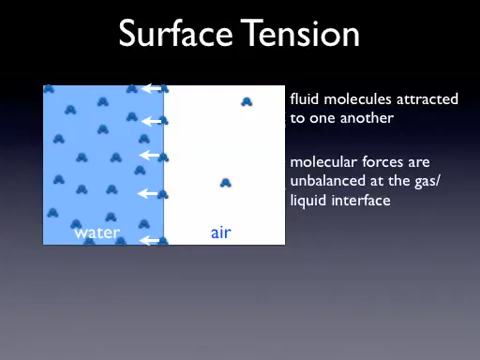 Surface Tension
fluid molecules attracted
to one another
molecular forces are
unbalanced at the gas/
liquid interface
water
air